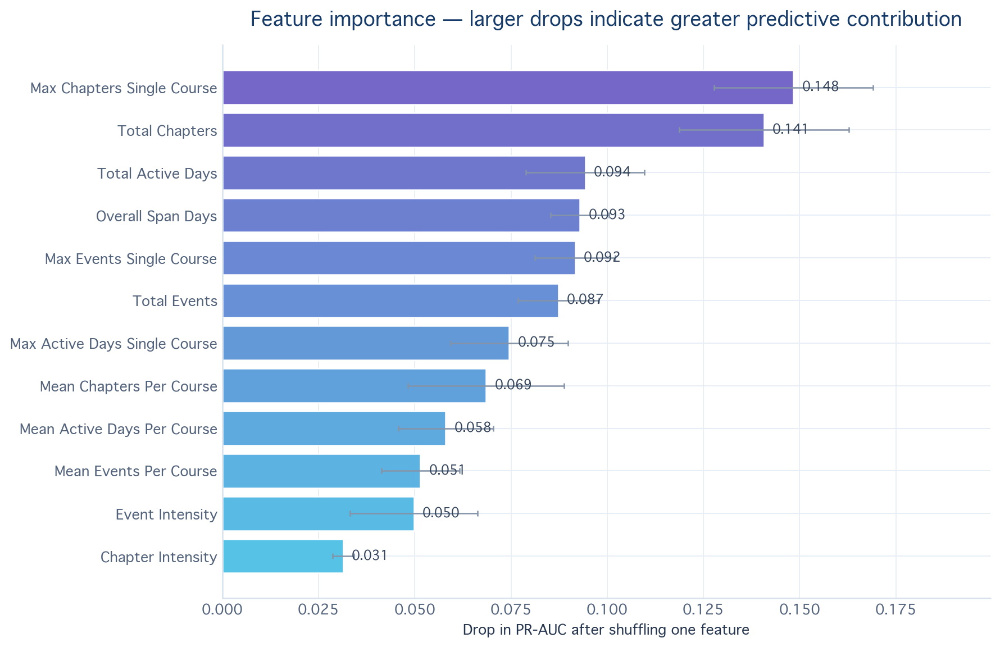 Feature importance — larger drops indicate greater predictive contribution
Max Chapters Single Course 0.148
Total Chapters 0.141
Total Active Days 0.094
Overall Span Days 0.093
Max Events Single Course 0.092
Total Events 0.087
Max Active Days Single Course 0.075
Mean Chapters Per Course 0.069
Mean Active Days Per Course 0.058
Mean Events Per Course 0.051
Event Intensity 0.050
Chapter Intensity 0.031
0.000 0.025 0.050 0.075 0.100 0.125 0.150 0.175
Drop in PR-AUC after shuffling one feature